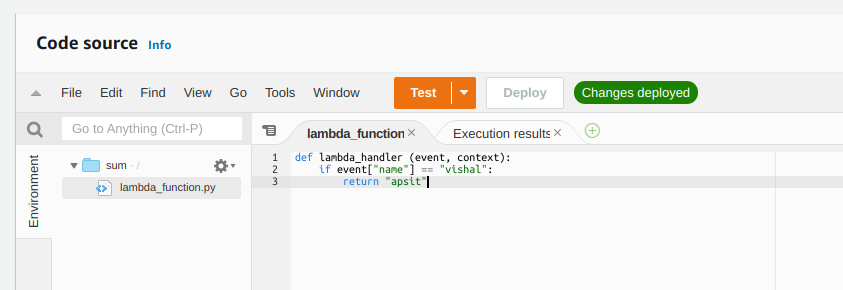 Code source Info
File Edit Find View Go Tools Window Test Deploy Changes deployed
Go to Anything (Ctrl-P)
lambda_function Execution results
Environment
sum - /
lambda_function.py
1 def lambda_handler (event, context):
2 if event["name"] == "vishal":
3 return "apsit"